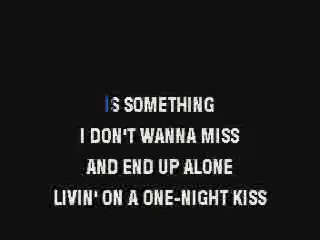 IS SOMETHING
I DON'T WANNA MISS
AND END UP ALONE
LIVIN' ON A ONE-NIGHT KISS